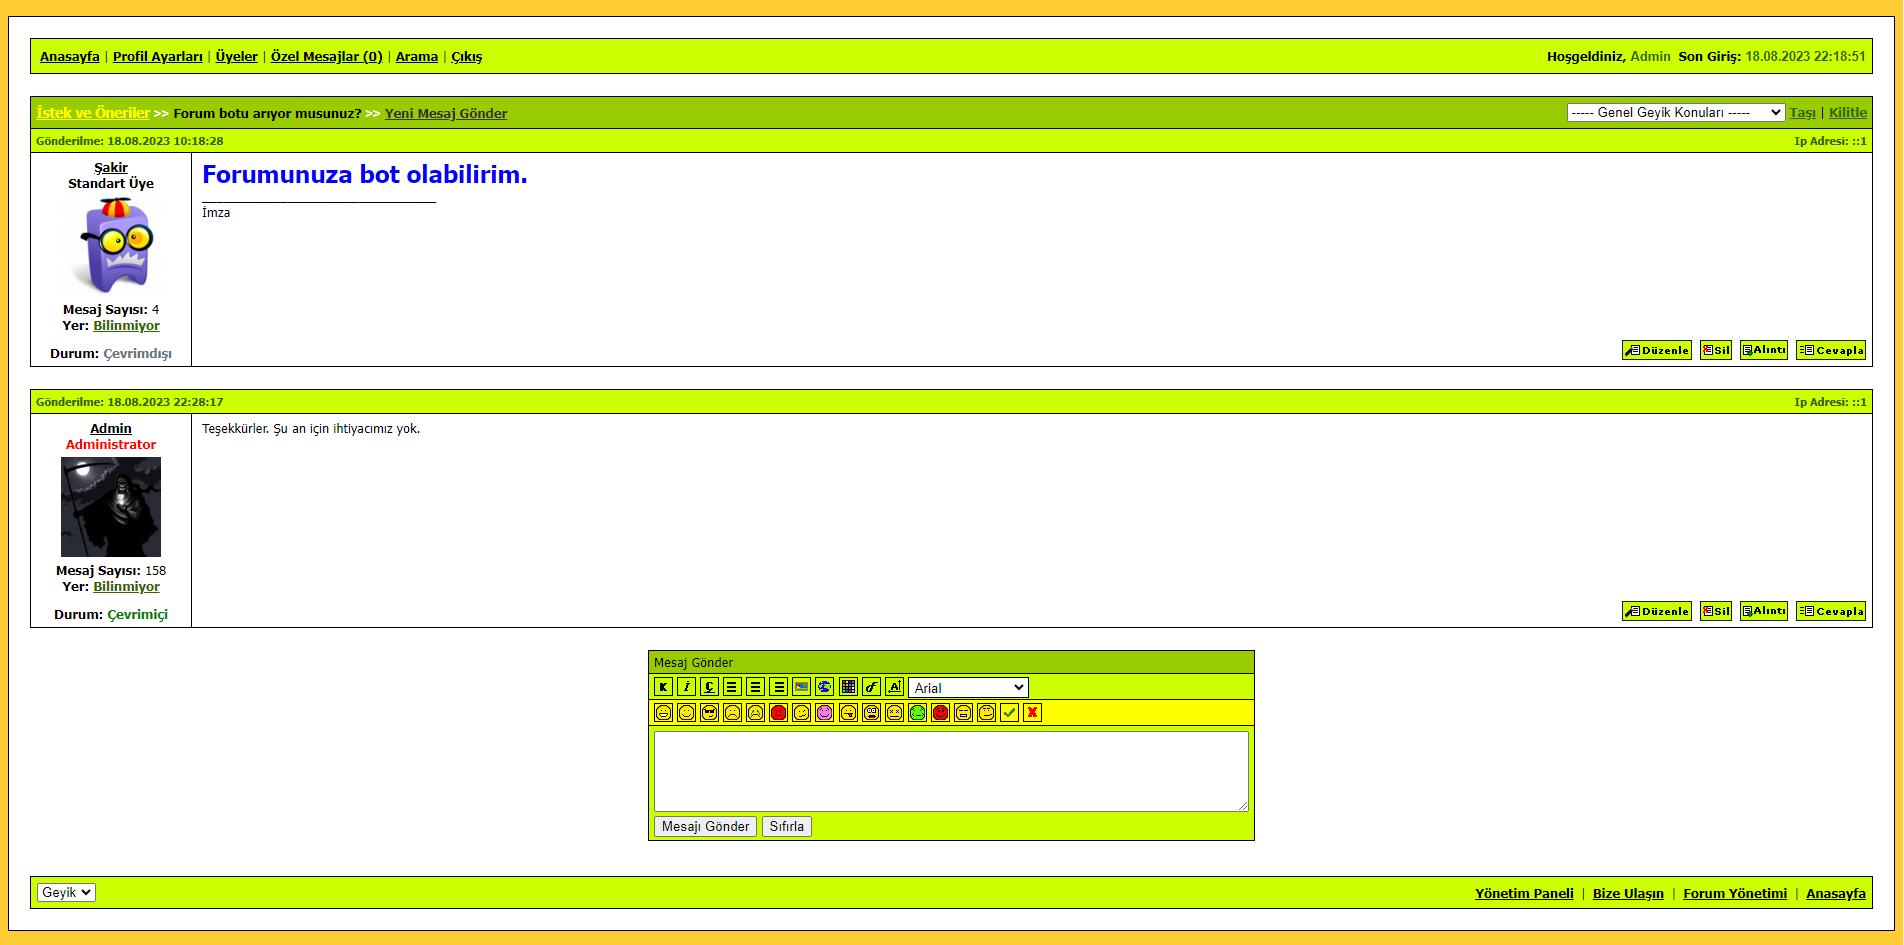 Anasayfa | Profil Ayarları | Üyeler | Özel Mesajlar (0) | Arama | Çıkış
Hoşgeldiniz, Admin Son Giriş: 18.08.2023 22:18:51
İstek ve Öneriler >> Forum botu arıyor musunuz? >> Yeni Mesaj Gönder
----- Genel Geyik Konuları ----- Taşı | Kilitle
Gönderilme: 18.08.2023 10:18:28
Ip Adresi: ::1
Şakir
Standart Üye
Mesaj Sayısı: 4
Yer: Bilinmiyor
Durum: Çevrimdışı
Forumunuza bot olabilirim.
İmza
Düzenle Sil Alıntı Cevapla
Gönderilme: 18.08.2023 22:28:17
Ip Adresi: ::1
Admin
Administrator
Mesaj Sayısı: 158
Yer: Bilinmiyor
Durum: Çevrimiçi
Teşekkürler. Şu an için ihtiyacımız yok.
Düzenle Sil Alıntı Cevapla
Mesaj Gönder
K İ Ç Arial
Mesajı Gönder Sıfırla
Geyik
Yönetim Paneli | Bize Ulaşın | Forum Yönetimi | Anasayfa